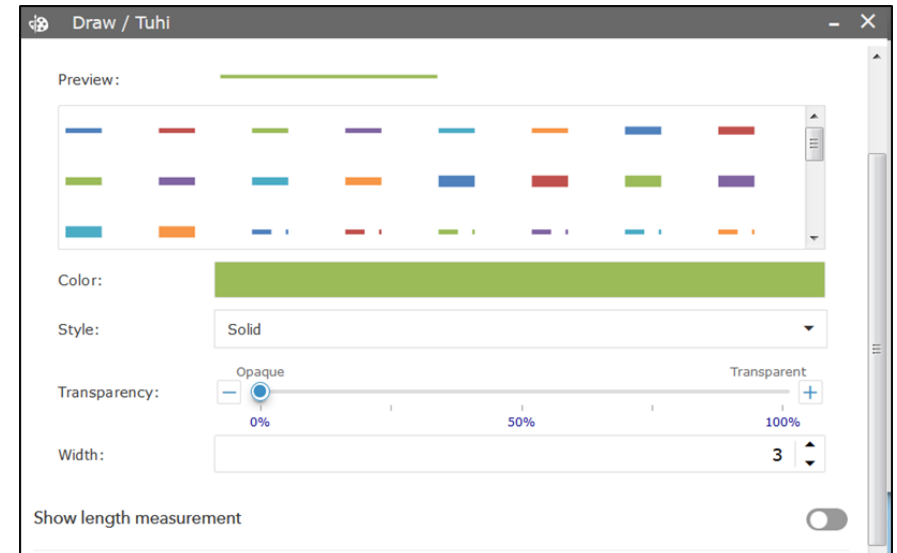 Draw / Tuhi
Preview:
Color:
Style:
Solid
Opaque
Transparent
Transparency:
0%
50%
100%
Width:
3
Show length measurement